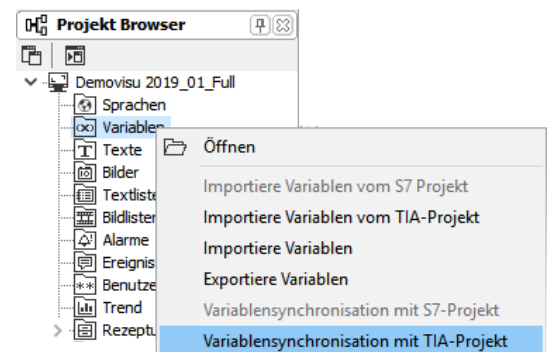 Projekt Browser
Demovisu 2019_01_Full
Sprachen
Variablen
Texte
Bilder
Textliste
Bildlisten
Alarme
Ereignis
Benutze
Trend
Rezeptu
Öffnen
Importiere Variablen vom S7 Projekt
Importiere Variablen vom TIA-Projekt
Importiere Variablen
Exportiere Variablen
Variablensynchronisation mit S7-Projekt
Variablensynchronisation mit TIA-Projekt